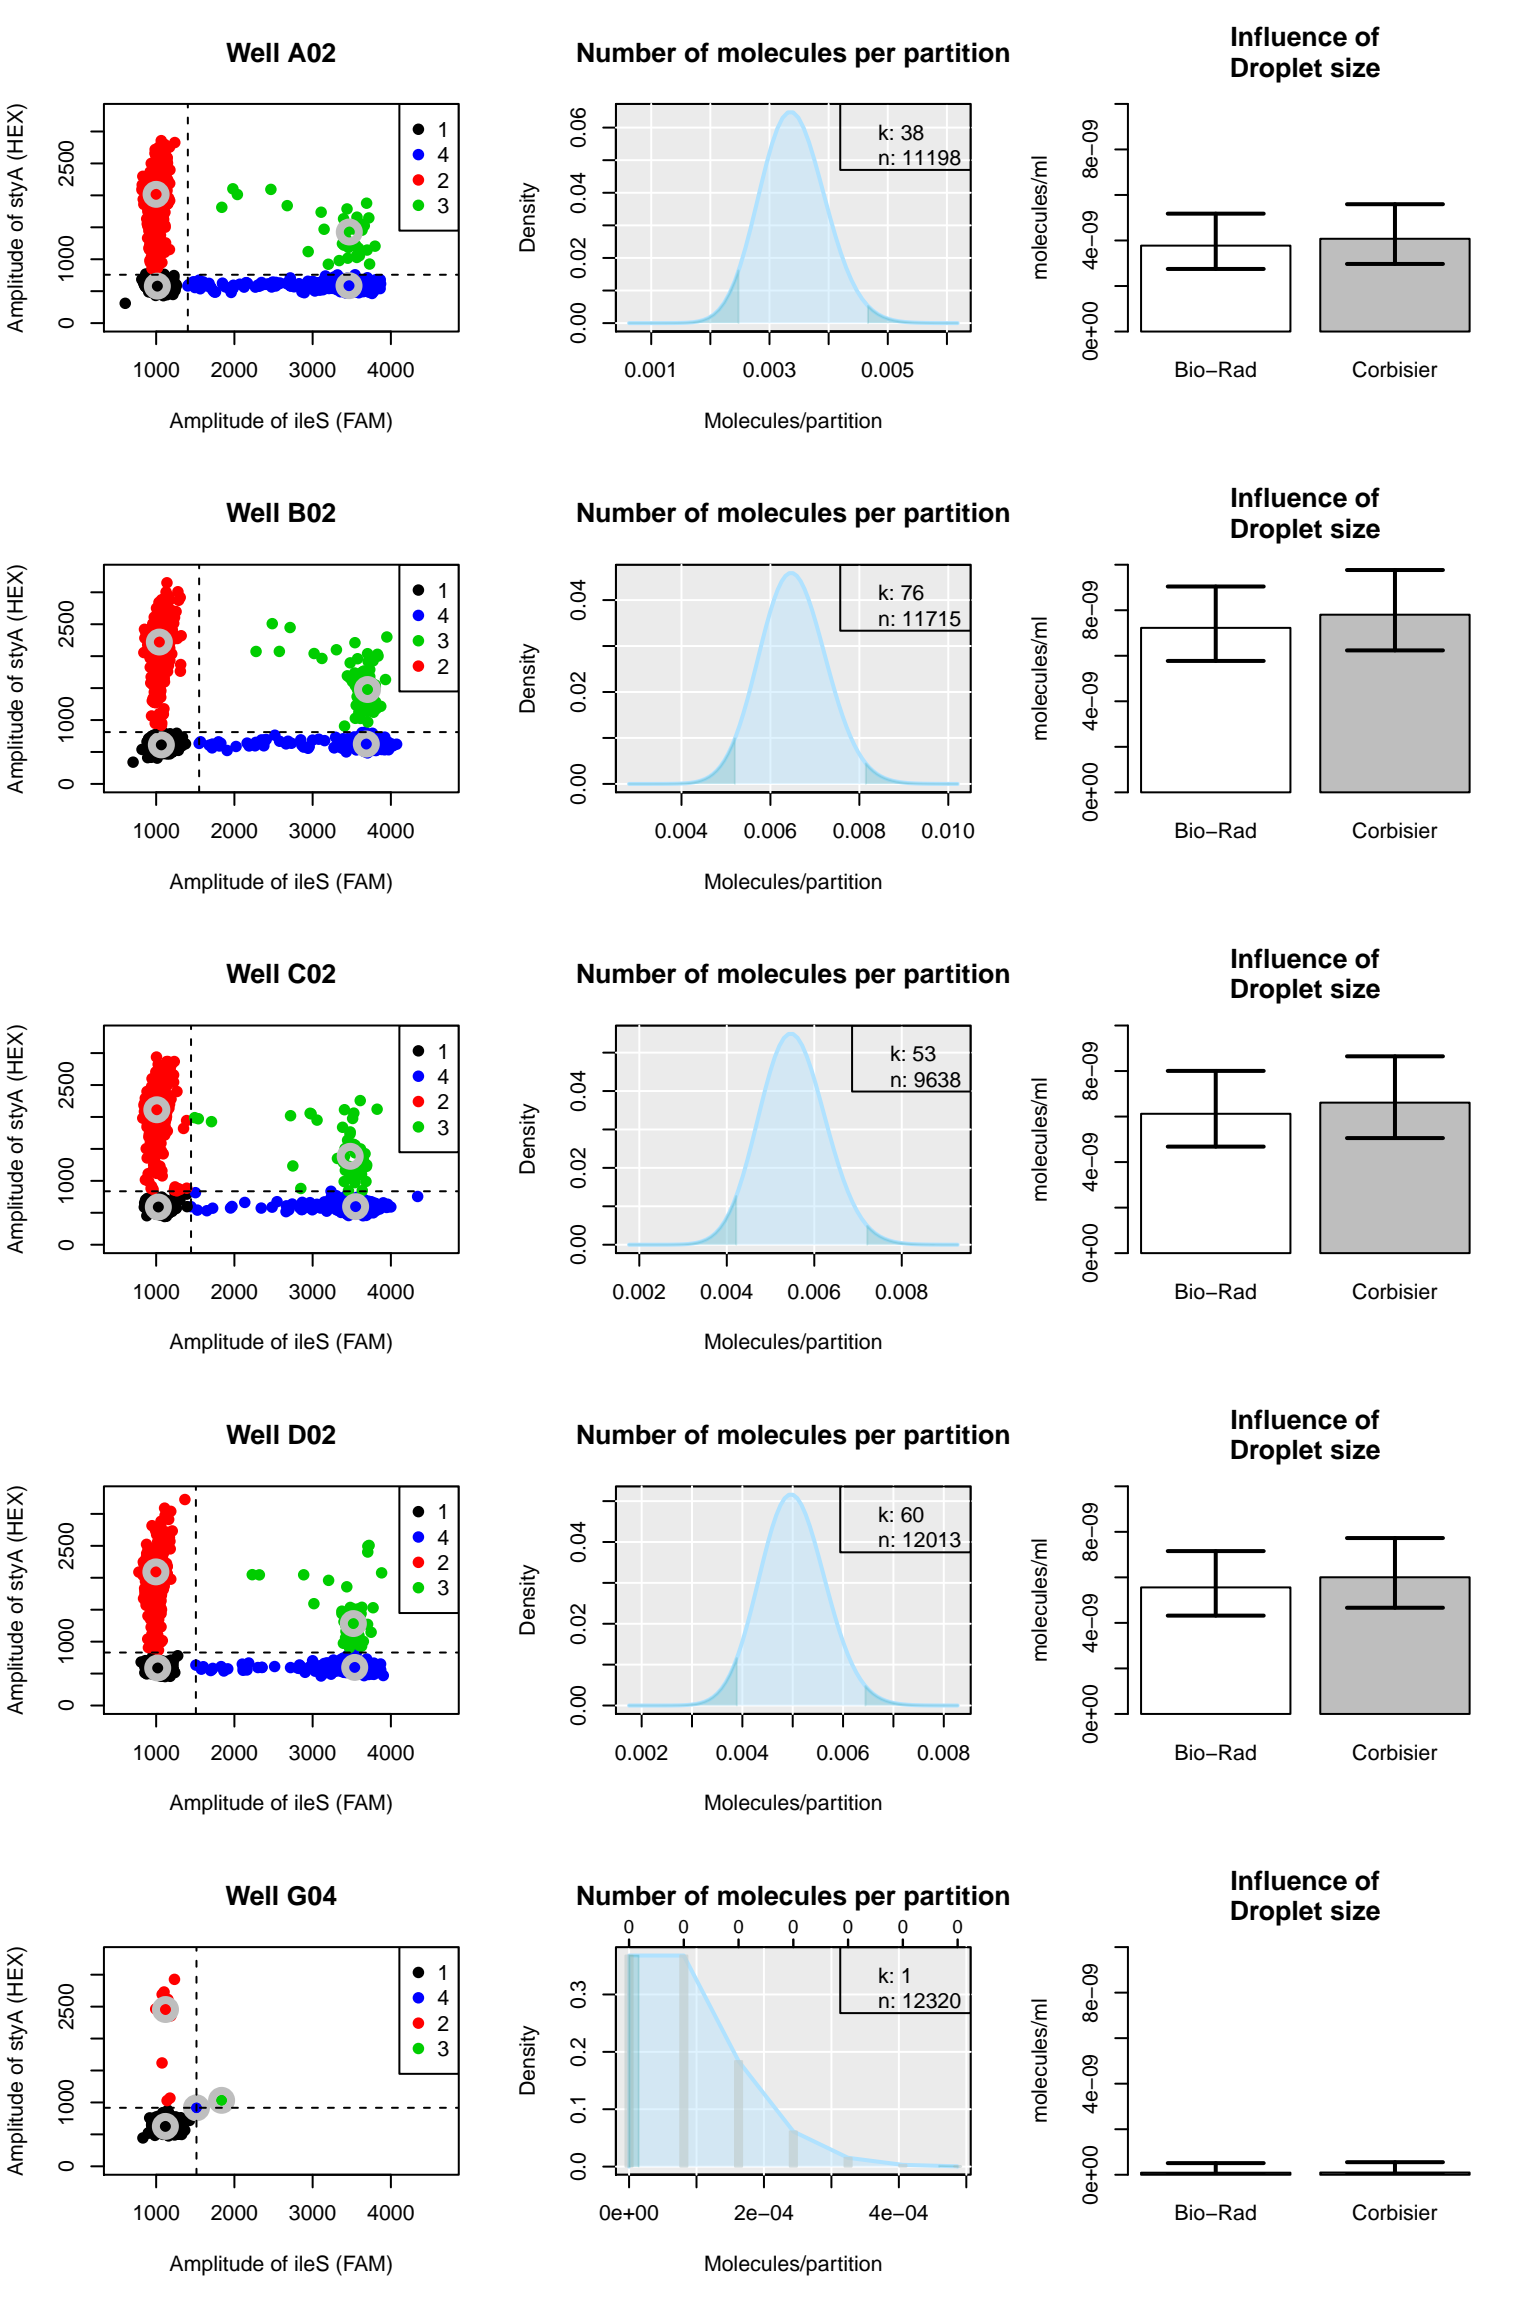 Well A02
Amplitude of styA (HEX)
0 1000 2500
1
4
2
3
1000 2000 3000 4000
Amplitude of ileS (FAM)
Number of molecules per partition
Density
0.00 0.02 0.04 0.06
k: 38
n: 11198
0.001 0.003 0.005
Molecules/partition
Influence of
Droplet size
molecules/ml
0e+00 4e−09 8e−09
Bio−Rad Corbisier
Well B02
Amplitude of styA (HEX)
0 1000 2500
1
4
3
2
1000 2000 3000 4000
Amplitude of ileS (FAM)
Number of molecules per partition
Density
0.00 0.02 0.04
k: 76
n: 11715
0.004 0.006 0.008 0.010
Molecules/partition
Influence of
Droplet size
molecules/ml
0e+00 4e−09 8e−09
Bio−Rad Corbisier
Well C02
Amplitude of styA (HEX)
0 1000 2500
1
4
2
3
1000 2000 3000 4000
Amplitude of ileS (FAM)
Number of molecules per partition
Density
0.00 0.02 0.04
k: 53
n: 9638
0.002 0.004 0.006 0.008
Molecules/partition
Influence of
Droplet size
molecules/ml
0e+00 4e−09 8e−09
Bio−Rad Corbisier
Well D02
Amplitude of styA (HEX)
0 1000 2500
1
4
2
3
1000 2000 3000 4000
Amplitude of ileS (FAM)
Number of molecules per partition
Density
0.00 0.02 0.04
k: 60
n: 12013
0.002 0.004 0.006 0.008
Molecules/partition
Influence of
Droplet size
molecules/ml
0e+00 4e−09 8e−09
Bio−Rad Corbisier
Well G04
Amplitude of styA (HEX)
0 1000 2500
1
4
2
3
1000 2000 3000 4000
Amplitude of ileS (FAM)
Number of molecules per partition
0 0 0 0 0 0 0
Density
0.0 0.1 0.2 0.3
k: 1
n: 12320
0e+00 2e−04 4e−04
Molecules/partition
Influence of
Droplet size
molecules/ml
0e+00 4e−09 8e−09
Bio−Rad Corbisier